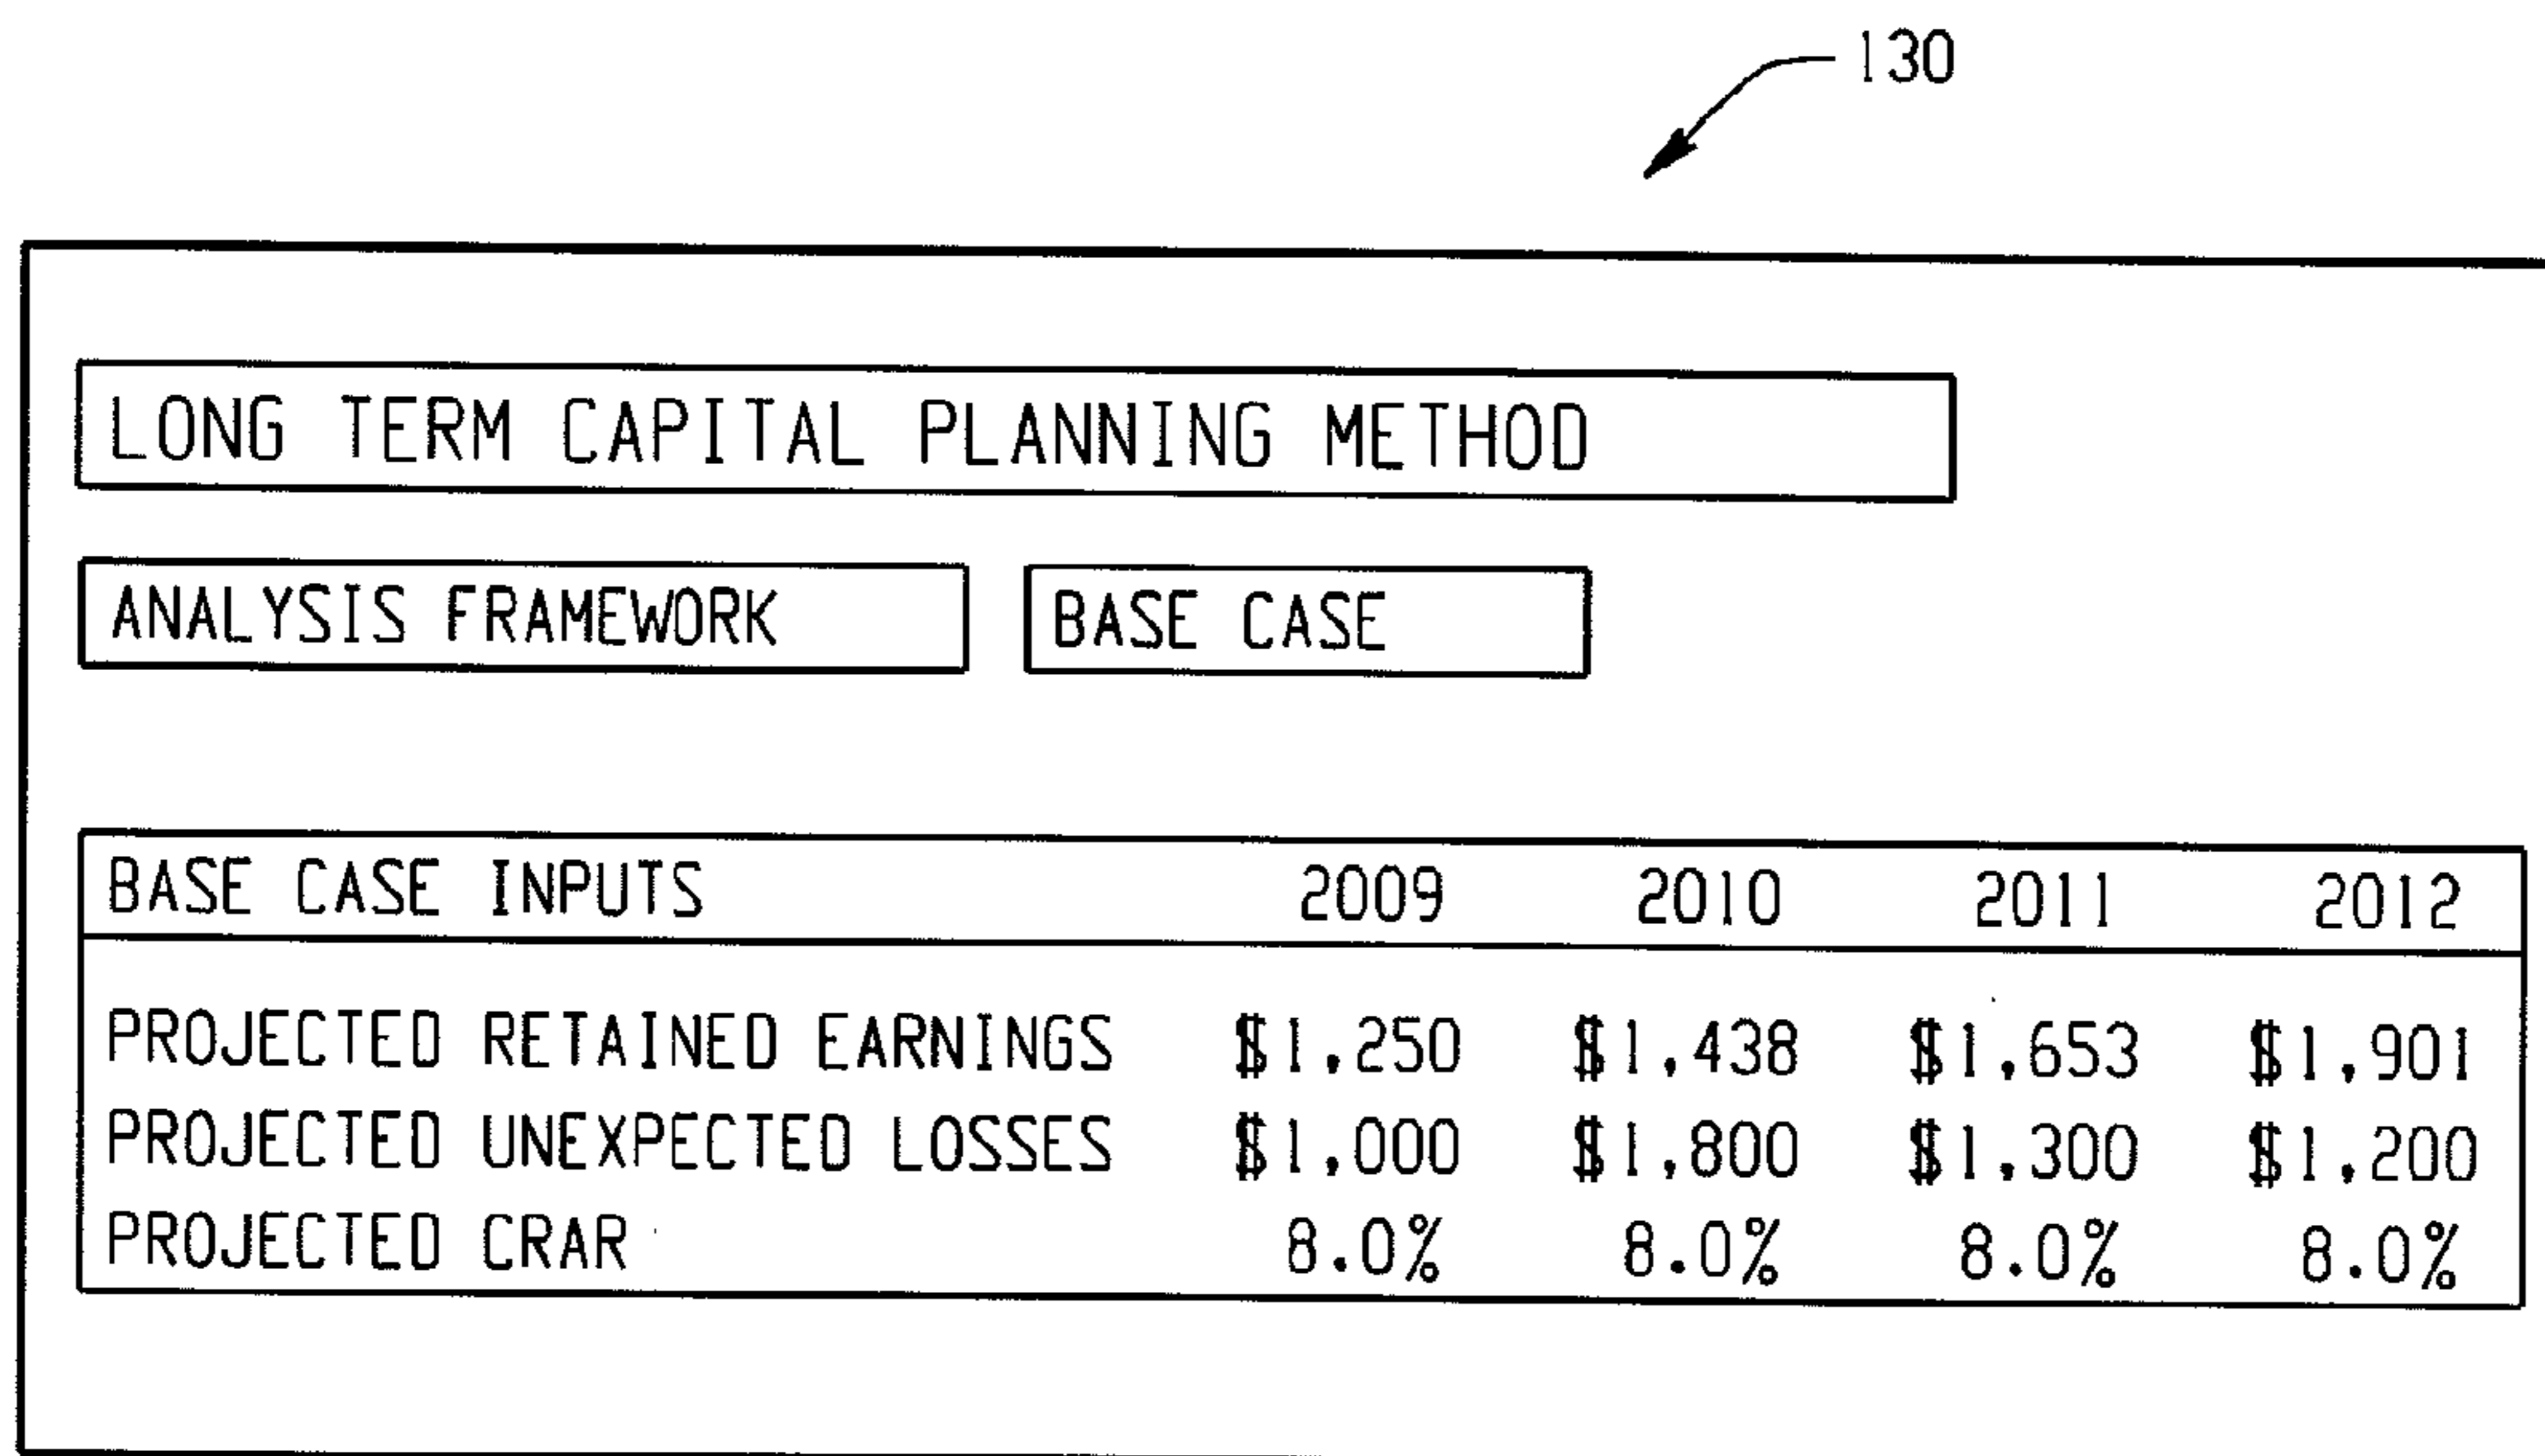 130
LONG TERM CAPITAL PLANNING METHOD
ANALYSIS FRAMEWORK BASE CASE
BASE CASE INPUTS 2009 2010 2011 2012
PROJECTED RETAINED EARNINGS $1,250 $1,438 $1,653 $1,901
PROJECTED UNEXPECTED LOSSES $1,000 $1,800 $1,300 $1,200
PROJECTED CRAR 8.0% 8.0% 8.0% 8.0%